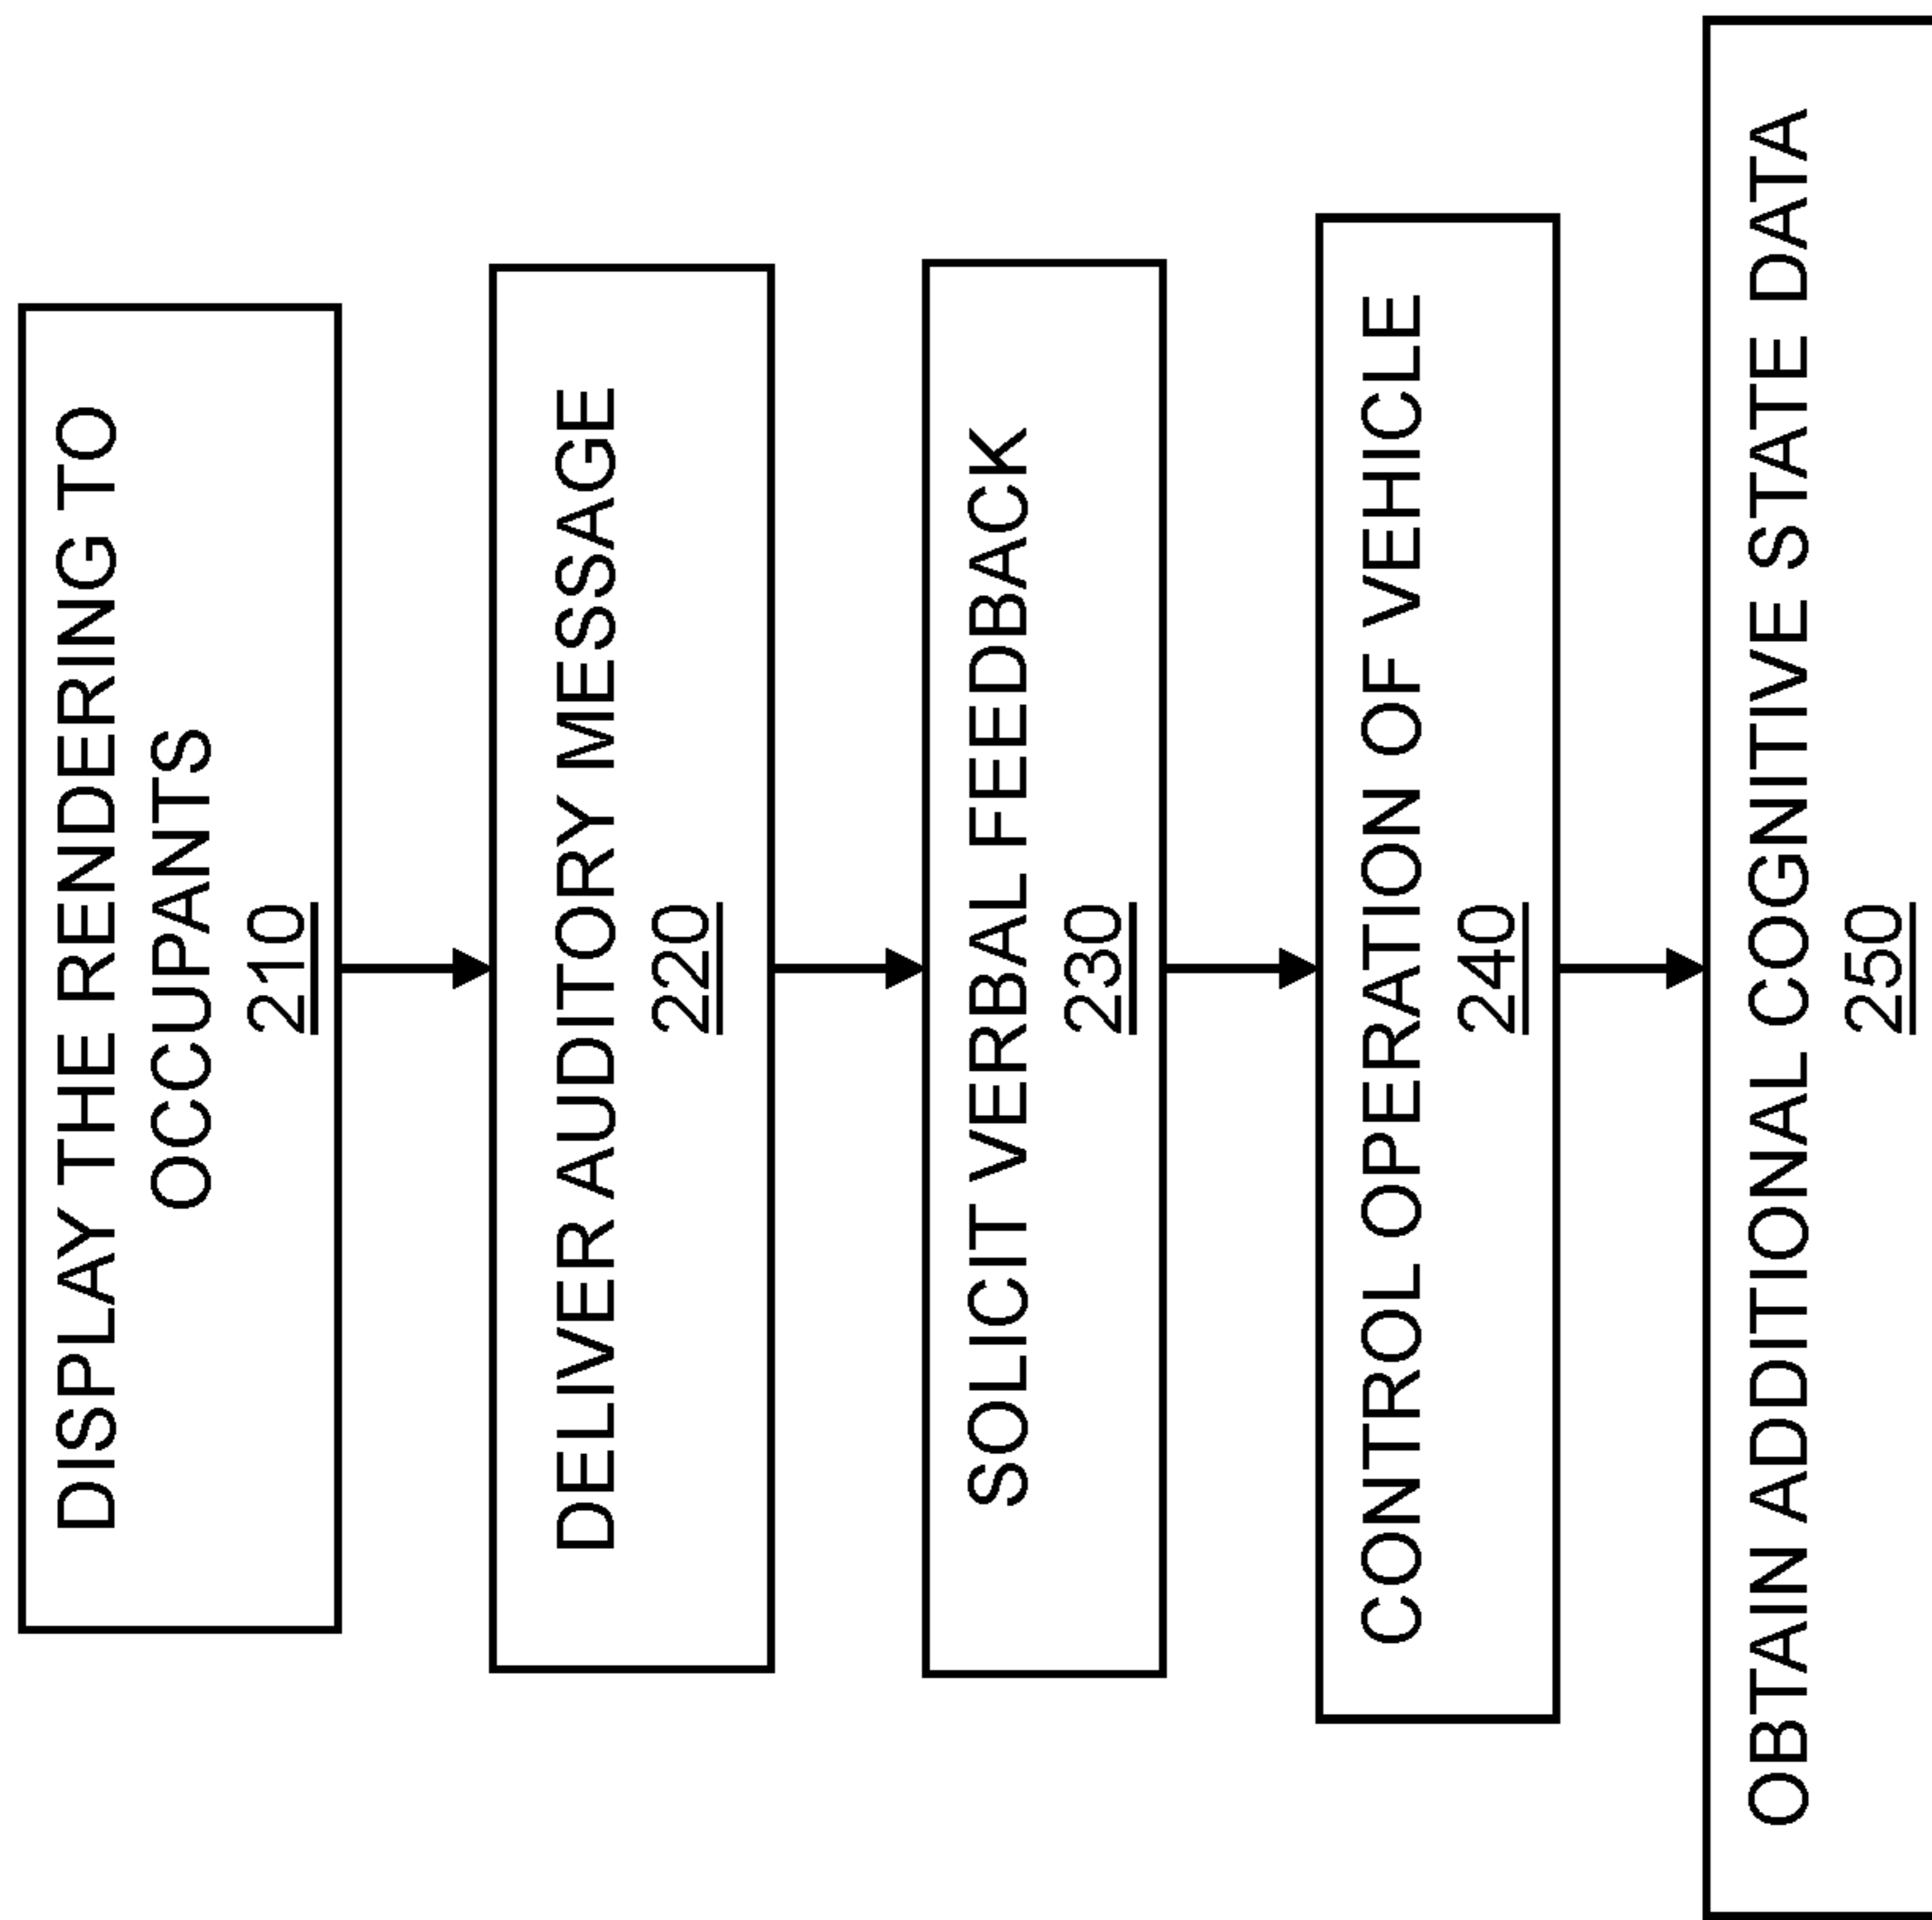 DISPLAY THE RENDERING TO
OCCUPANTS
210
DELIVER AUDITORY MESSAGE
220
SOLICIT VERBAL FEEDBACK
230
CONTROL OPERATION OF VEHICLE
240
OBTAIN ADDITIONAL COGNITIVE STATE DATA
250